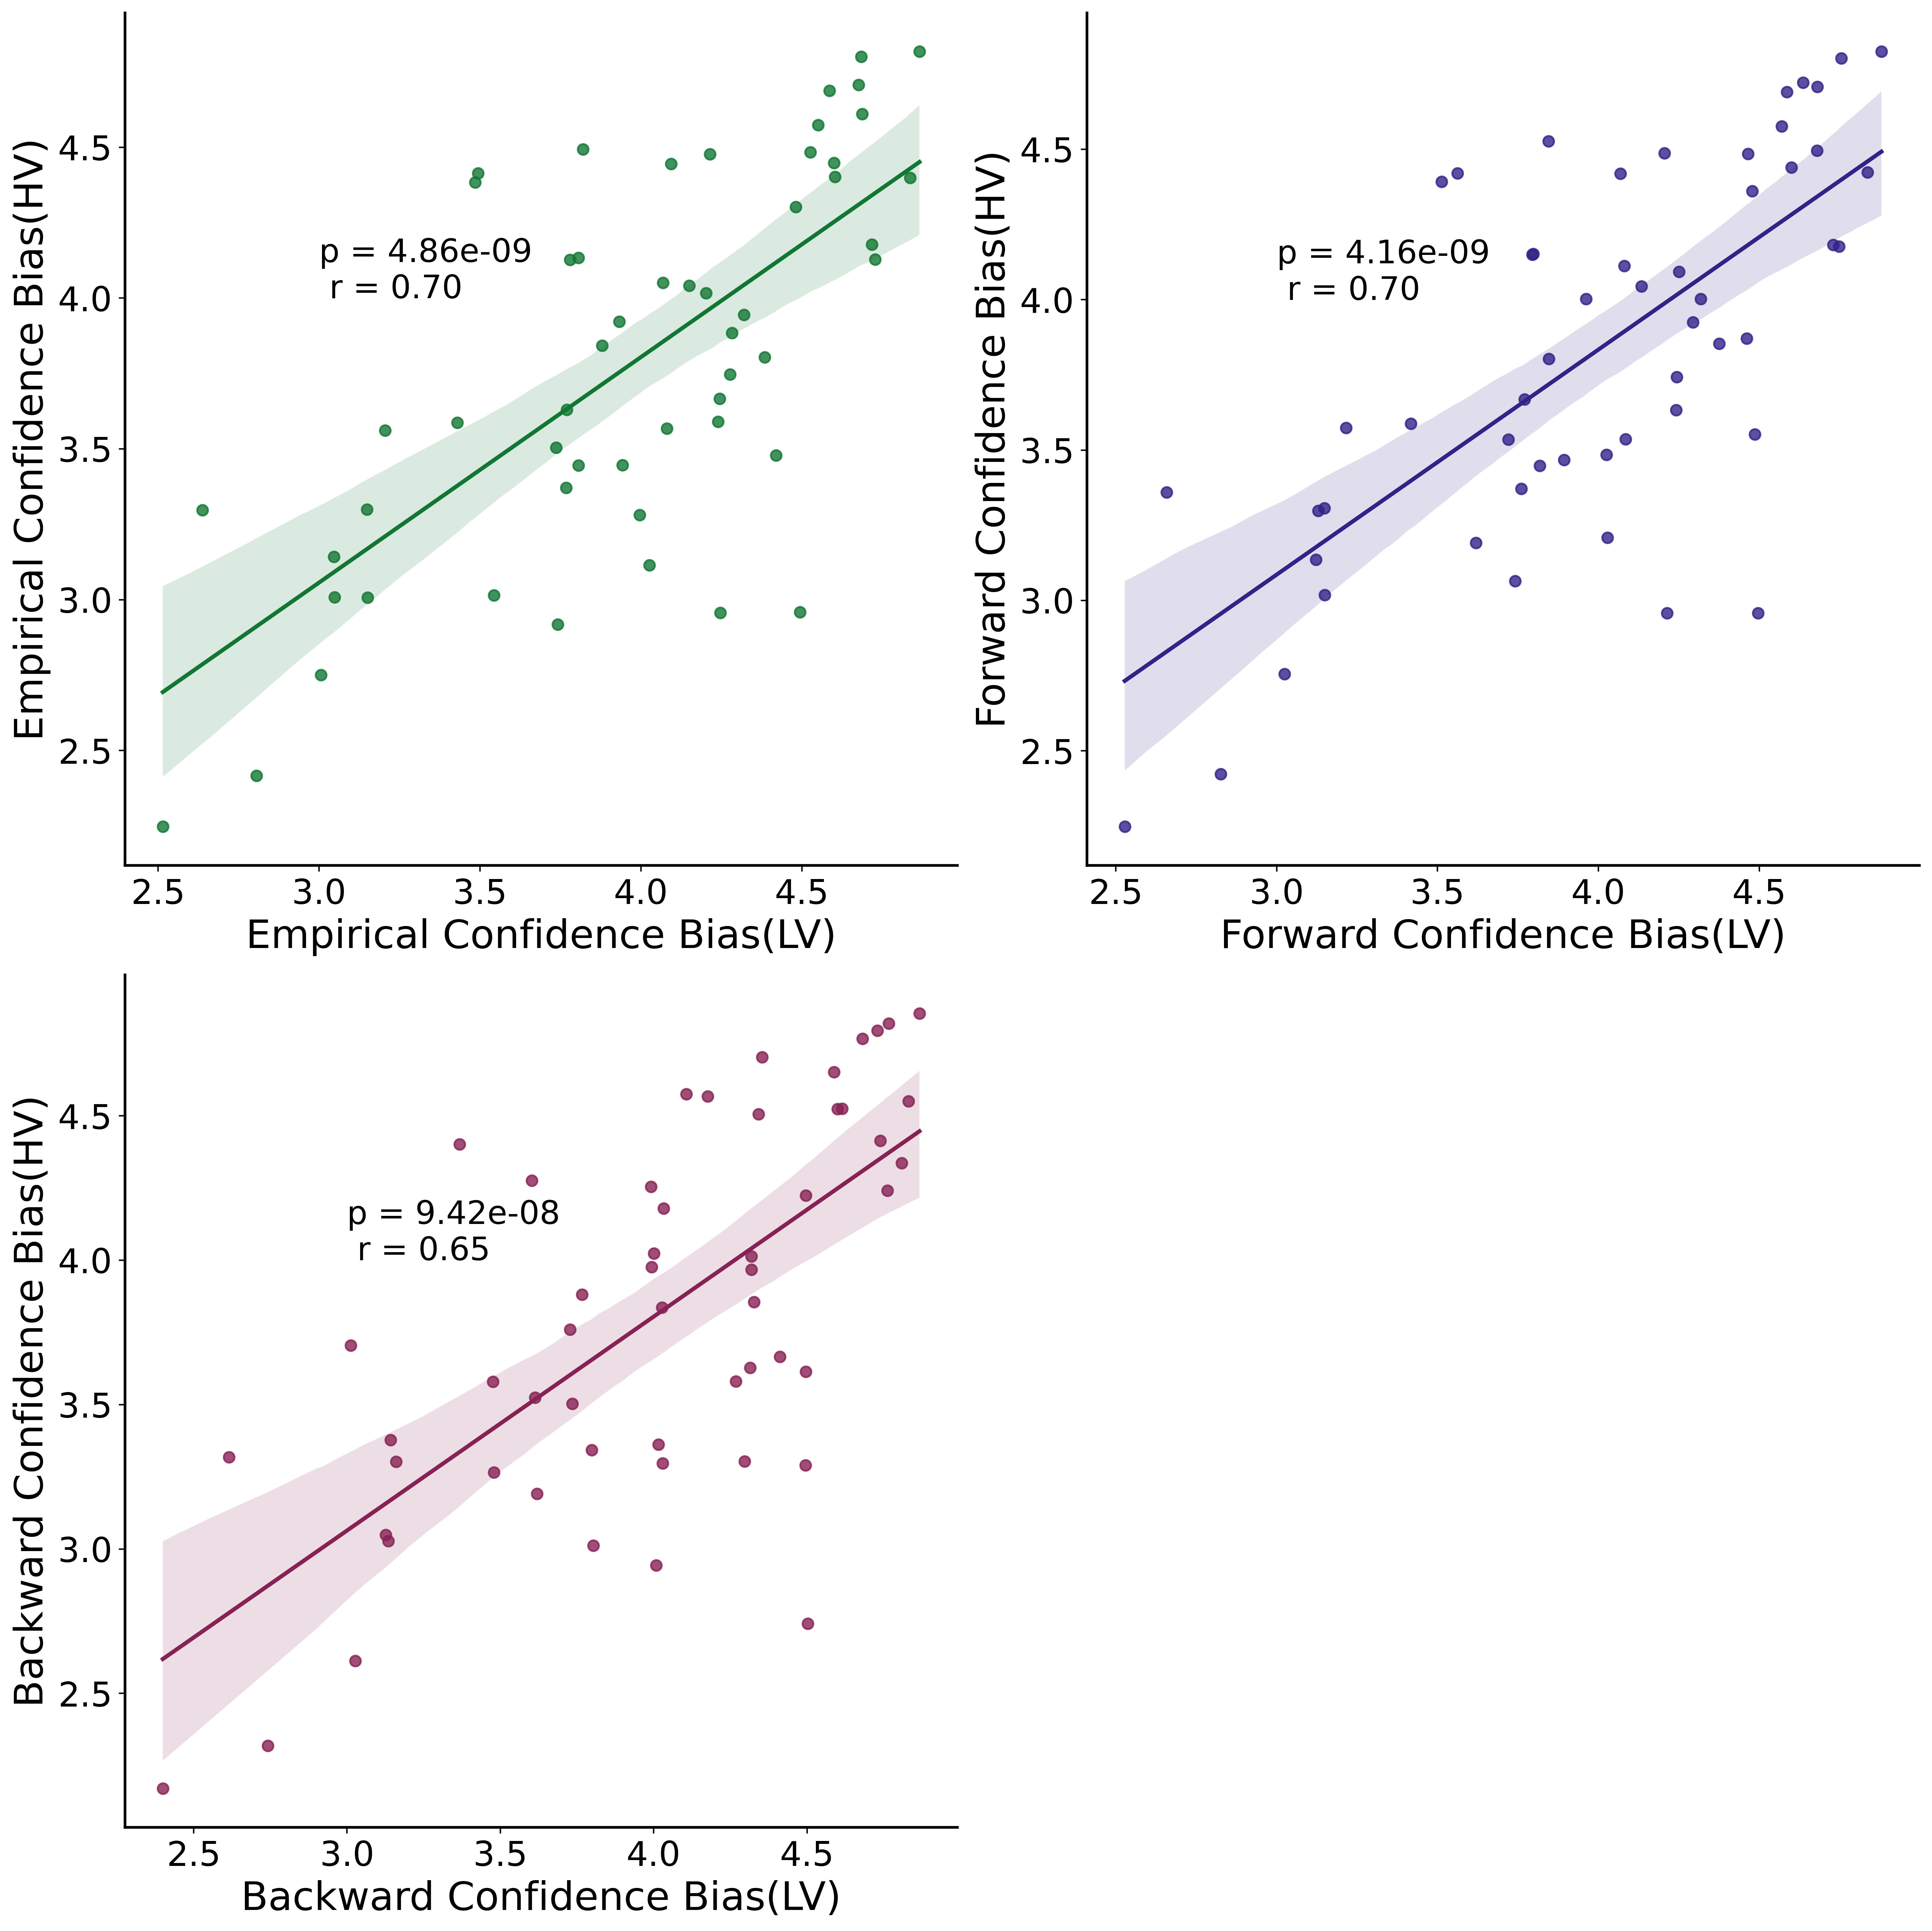 Empirical Confidence Bias(HV)
4.5
4.0
3.5
3.0
2.5
p = 4.86e-09
r = 0.70
2.5 3.0 3.5 4.0 4.5
Empirical Confidence Bias(LV)
Forward Confidence Bias(HV)
4.5
4.0
3.5
3.0
2.5
p = 4.16e-09
r = 0.70
2.5 3.0 3.5 4.0 4.5
Forward Confidence Bias(LV)
Backward Confidence Bias(HV)
4.5
4.0
3.5
3.0
2.5
p = 9.42e-08
r = 0.65
2.5 3.0 3.5 4.0 4.5
Backward Confidence Bias(LV)